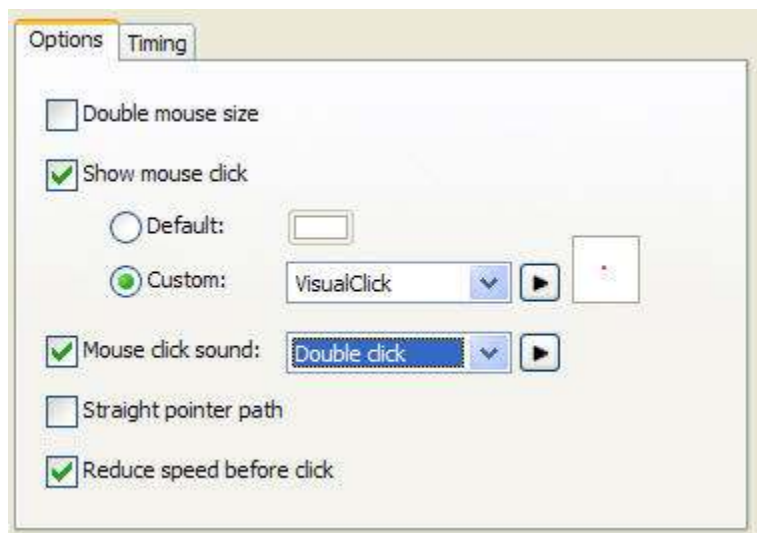 Options Timing
Double mouse size
Show mouse click
Default:
Custom: VisualClick
Mouse click sound: Double click
Straight pointer path
Reduce speed before click